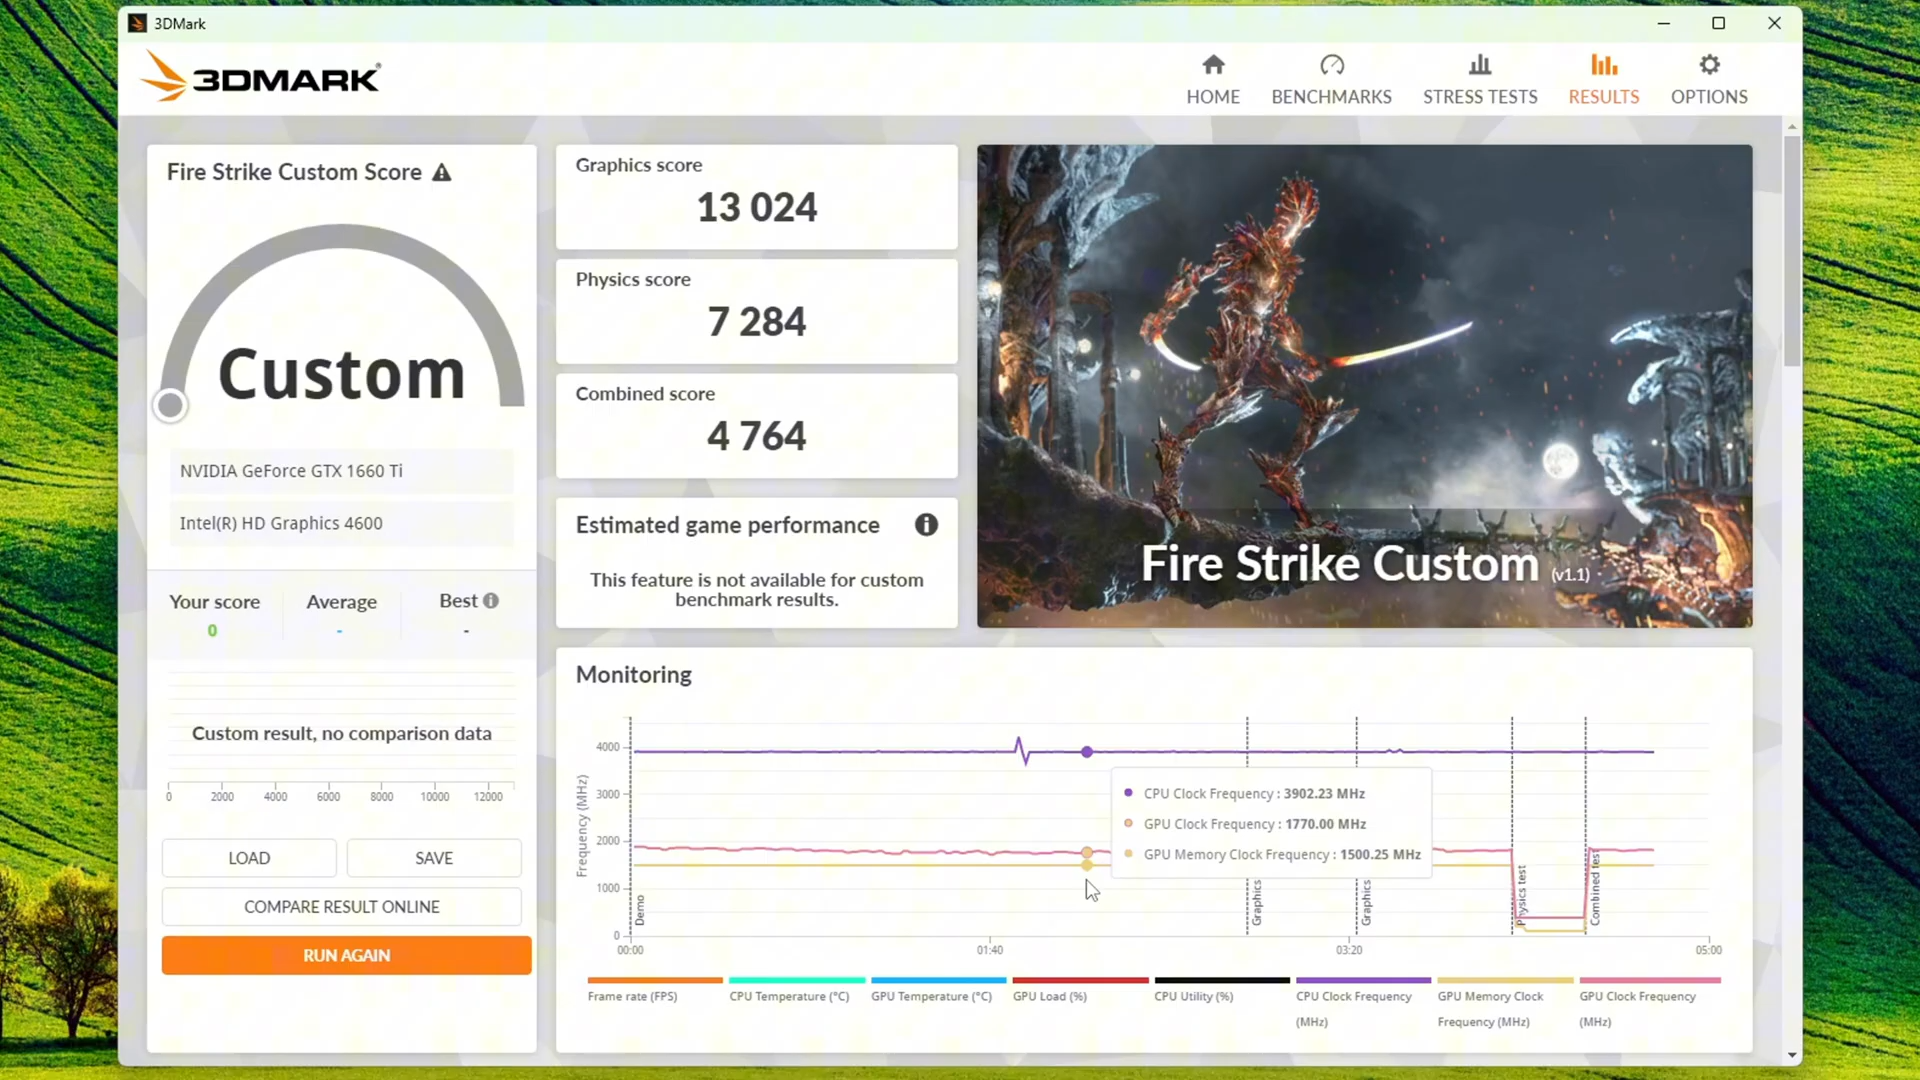 3DMark
3DMARK®
HOME
BENCHMARKS
STRESS TESTS
RESULTS
OPTIONS
Fire Strike Custom Score
Custom
NVIDIA GeForce GTX 1660 Ti
Intel(R) HD Graphics 4600
Your score
0
Average
-
Best
-
Custom result, no comparison data
0 2000 4000 6000 8000 10000 12000
LOAD
SAVE
COMPARE RESULT ONLINE
RUN AGAIN
Graphics score
13 024
Physics score
7 284
Combined score
4 764
Estimated game performance
This feature is not available for custom
benchmark results.
Fire Strike Custom (v1.1)
Monitoring
Frequency (MHz)
4000
3000
2000
1000
0
CPU Clock Frequency : 3902.23 MHz
GPU Clock Frequency : 1770.00 MHz
GPU Memory Clock Frequency : 1500.25 MHz
Demo
Graphics
Graphics
Physics test
Combined test
00:00 01:40 03:20 05:00
Frame rate (FPS)
CPU Temperature (°C)
GPU Temperature (°C)
GPU Load (%)
CPU Utility (%)
CPU Clock Frequency
(MHz)
GPU Memory Clock
Frequency (MHz)
GPU Clock Frequency
(MHz)